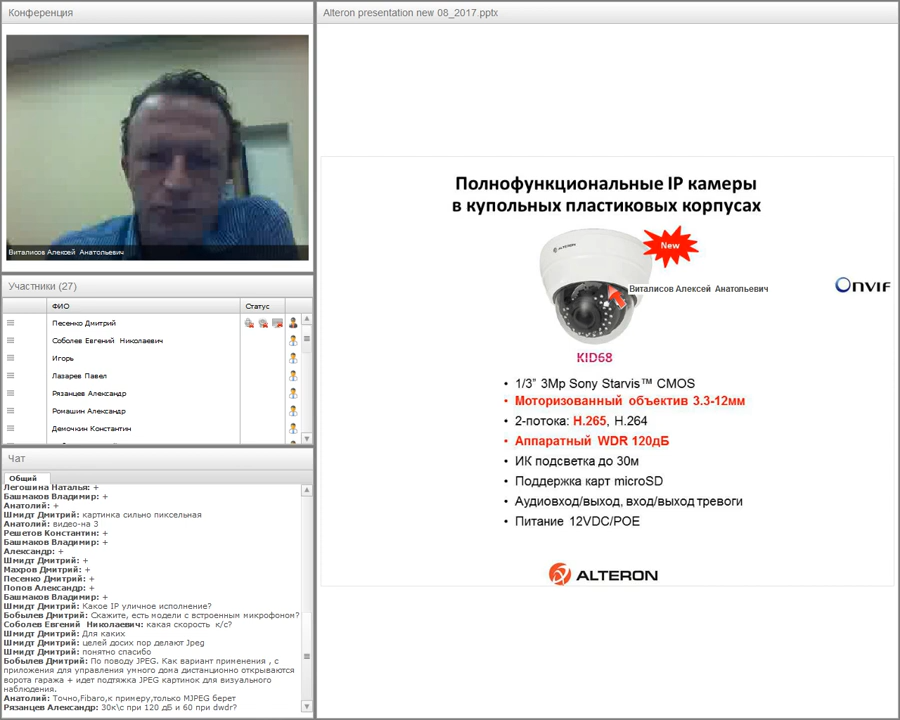 Конференция
Виталисов Алексей Анатольевич
Участники (27)
ФИО
Статус
Песенко Дмитрий
Соболев Евгений Николаевич
Игорь
Лазарев Павел
Рязанцев Александр
Ромашин Александр
Демочкин Константин
Чат
Общий
Легошина Наталья: +
Башмаков Владимир: +
Анатолий: +
Шмидт Дмитрий: картинка сильно пиксельная
Анатолий: видео-на 3
Решетов Константин: +
Башмаков Владимир: +
Александр: +
Шмидт Дмитрий: +
Махров Дмитрий: +
Песенко Дмитрий: +
Попов Александр: +
Башмаков Владимир: +
Шмидт Дмитрий: Какое IP уличное исполнение?
Бобылев Дмитрий: Скажите, есть модели с встроенным микрофоном?
Соболев Евгений Николаевич: какая скорость к/с?
Шмидт Дмитрий: Для каких
Шмидт Дмитрий: целей досих пор делают Jpeg
Шмидт Дмитрий: понятно спасибо
Бобылев Дмитрий: По поводу JPEG. Как вариант применения , с
приложения для управления умного дома дистанционно открываются
ворота гаража + идет подтяжка JPEG картинок для визуального
наблюдения.
Анатолий: Точно,Fibaro,к примеру,только MJPEG берет
Рязанцев Александр: 30к\с при 120 дБ и 60 при dwdr?
Alteron presentation new 08_2017.pptx
Полнофункциональные IP камеры
в купольных пластиковых корпусах
ALTERON
New
Виталисов Алексей Анатольевич
Onvif
KID68
• 1/3" 3Mp Sony Starvis™ CMOS
• Моторизованный объектив 3.3-12мм
• 2-потока: H.265, H.264
• Аппаратный WDR 120дБ
• ИК подсветка до 30м
• Поддержка карт microSD
• Аудиовход/выход, вход/выход тревоги
• Питание 12VDC/POE
ALTERON